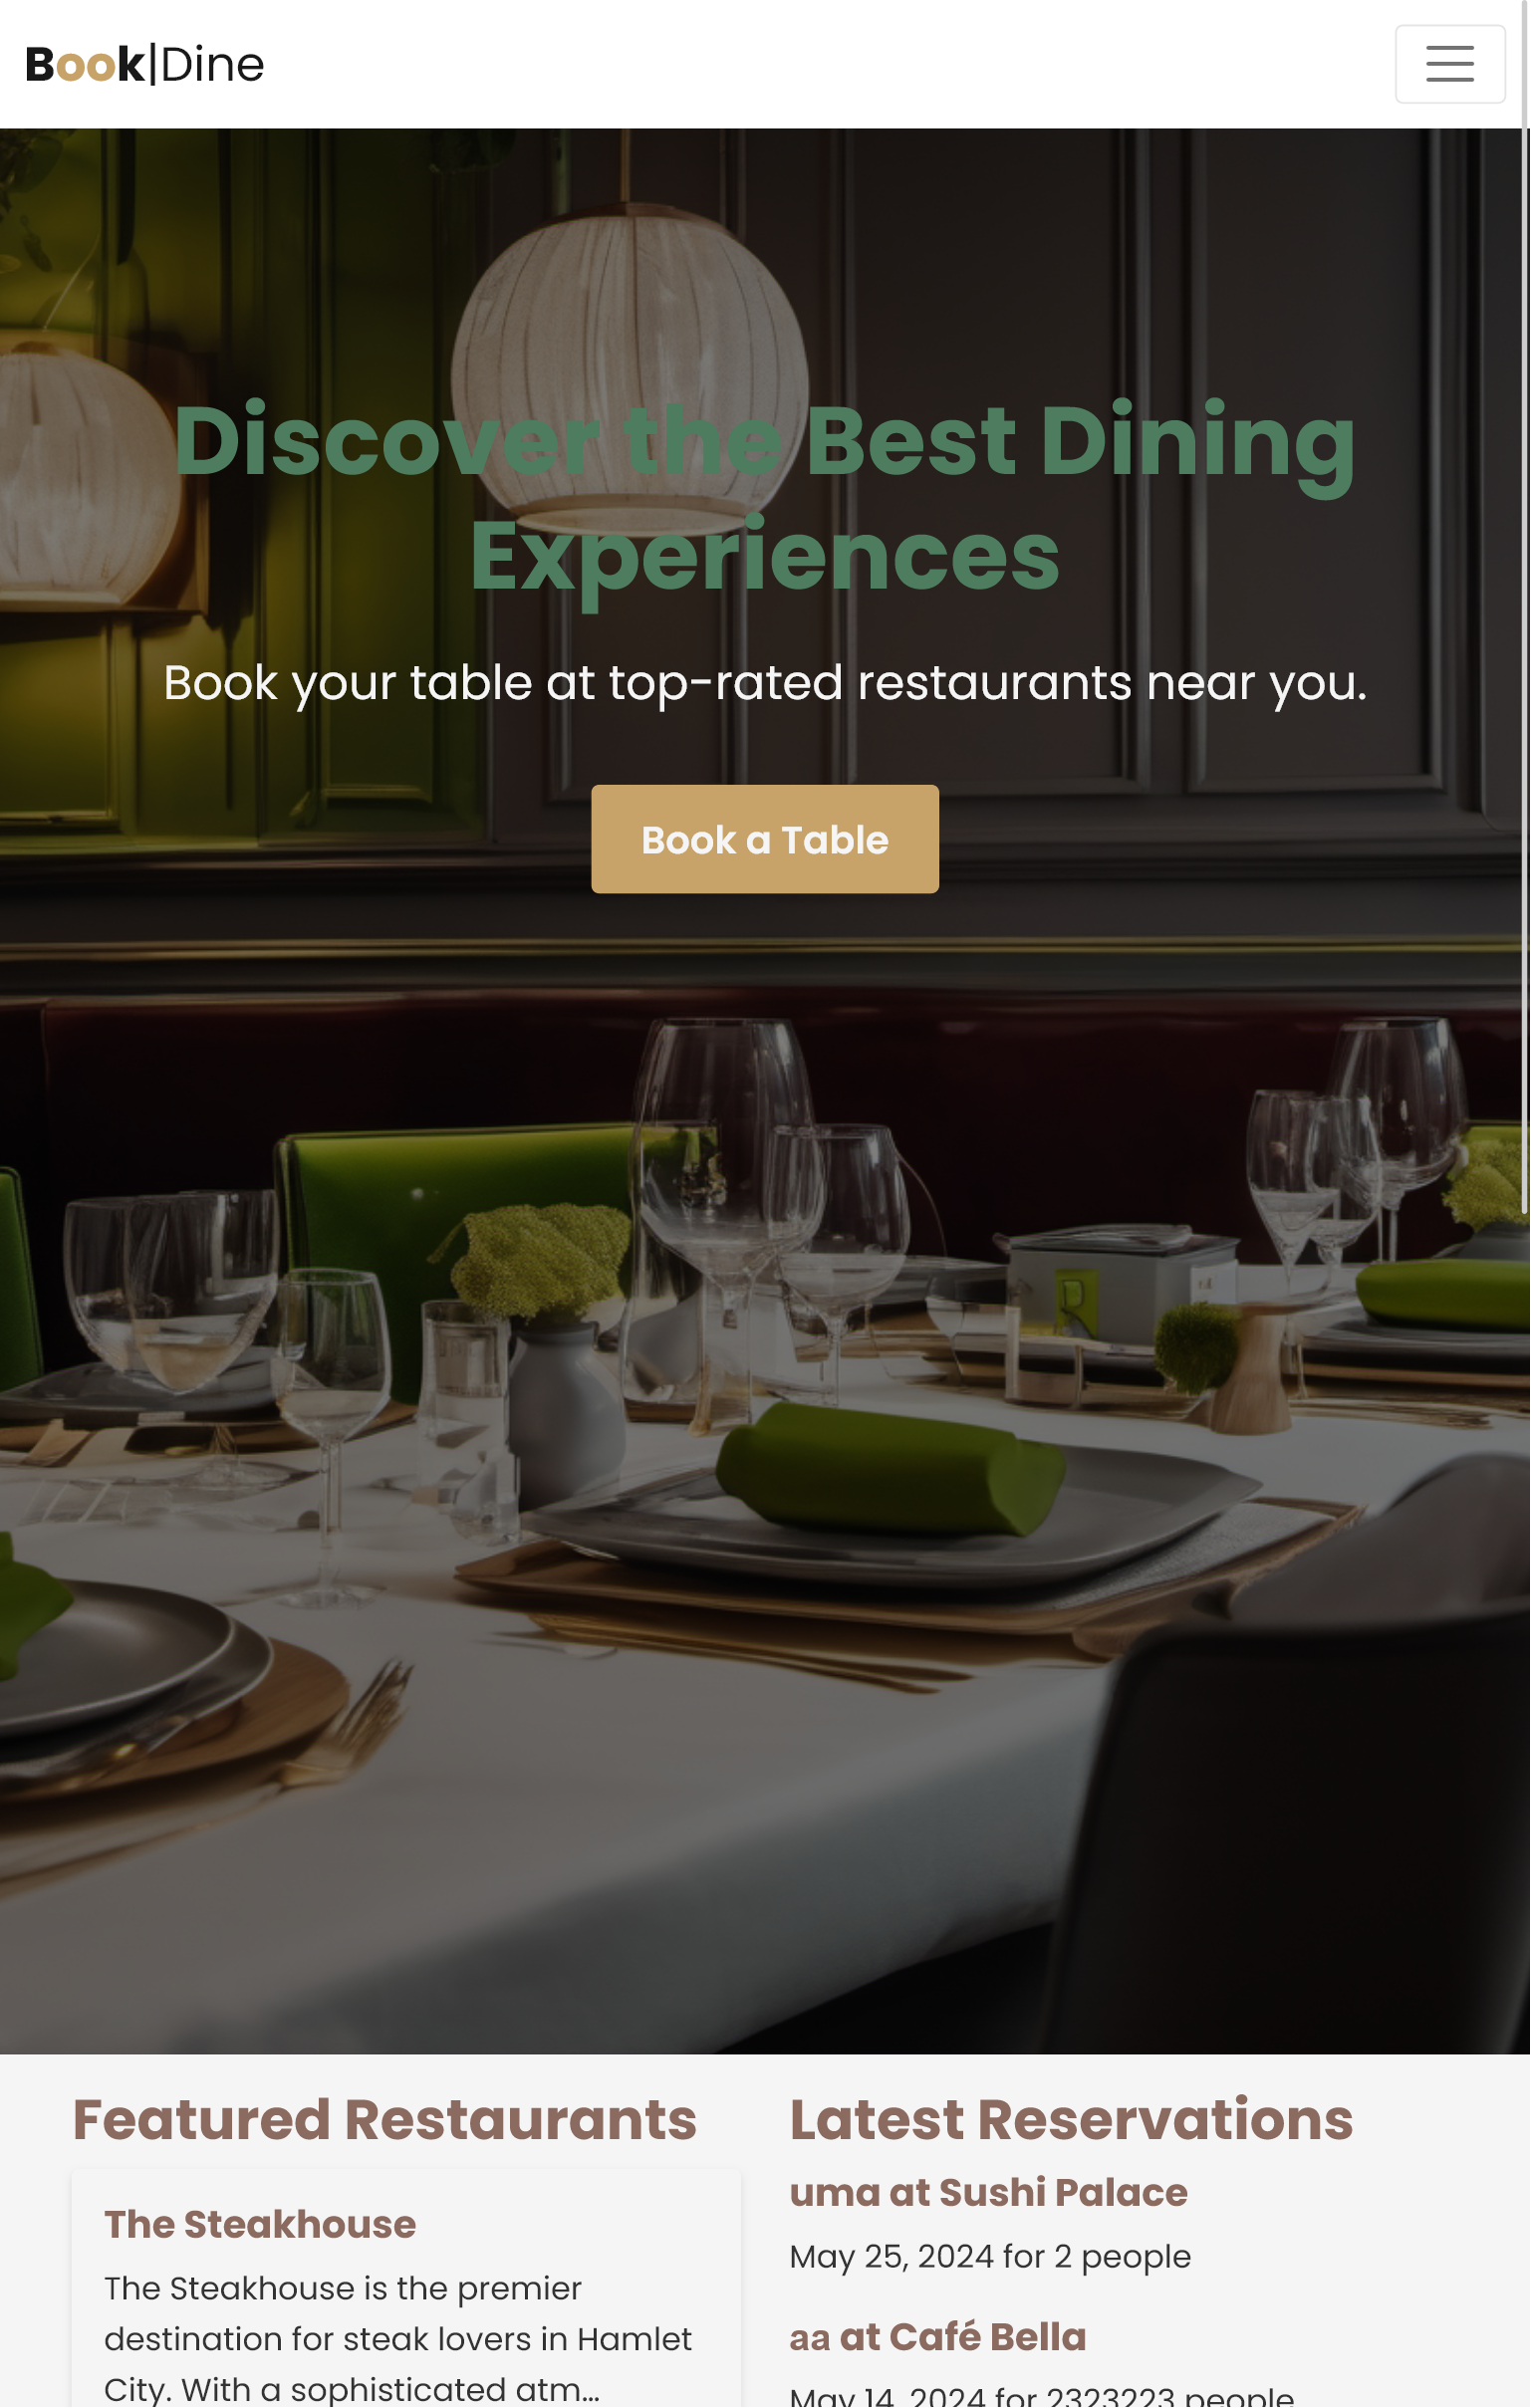 Book|Dine
Discover the Best Dining
Experiences
Book your table at top-rated restaurants near you.
Book a Table
Featured Restaurants
The Steakhouse
The Steakhouse is the premier
destination for steak lovers in Hamlet
City. With a sophisticated atm...
Latest Reservations
uma at Sushi Palace
May 25, 2024 for 2 people
aa at Café Bella
May 14, 2024 for 2323223 people